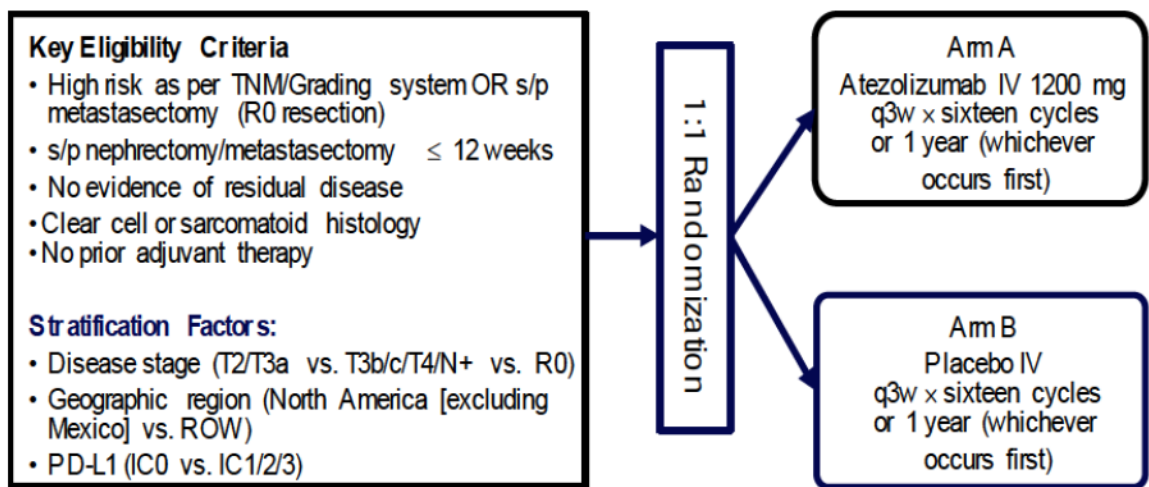 Key Eligibility Criteria
• High risk as per TNM/Grading system OR s/p
metastasectomy (R0 resection)
• s/p nephrectomy/metastasectomy ≤ 12 weeks
• No evidence of residual disease
• Clear cell or sarcomatoid histology
• No prior adjuvant therapy
Stratification Factors:
• Disease stage (T2/T3a vs. T3b/c/T4/N+ vs. R0)
• Geographic region (North America [excluding
Mexico] vs. ROW)
• PD-L1 (IC0 vs. IC1/2/3)
1:1 Randomization
Arm A
Atezolizumab IV 1200 mg
q3w × sixteen cycles
or 1 year (whichever
occurs first)
Arm B
Placebo IV
q3w × sixteen cycles
or 1 year (whichever
occurs first)